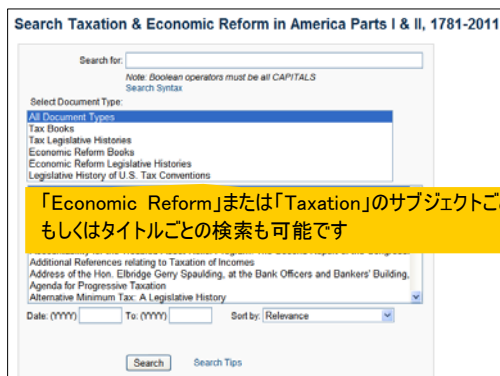 Search Taxation & Economic Reform in America Parts I & II, 1781-2011
Search for:
Note: Boolean operators must be all CAPITALS
Search Syntax
Select Document Type:
All Document Types
Tax Books
Tax Legislative Histories
Economic Reform Books
Economic Reform Legislative Histories
Legislative History of U.S. Tax Conventions
「Economic Reform」または「Taxation」のサブジェクトご
もしくはタイトルごとの検索も可能です
Additional References relating to Taxation of Incomes
Address of the Hon. Elbridge Gerry Spaulding, at the Bank Officers and Bankers' Building,
Agenda for Progressive Taxation
Alternative Minimum Tax: A Legislative History
Date: (YYYY) To: (YYYY) Sort by: Relevance
Search Search Tips